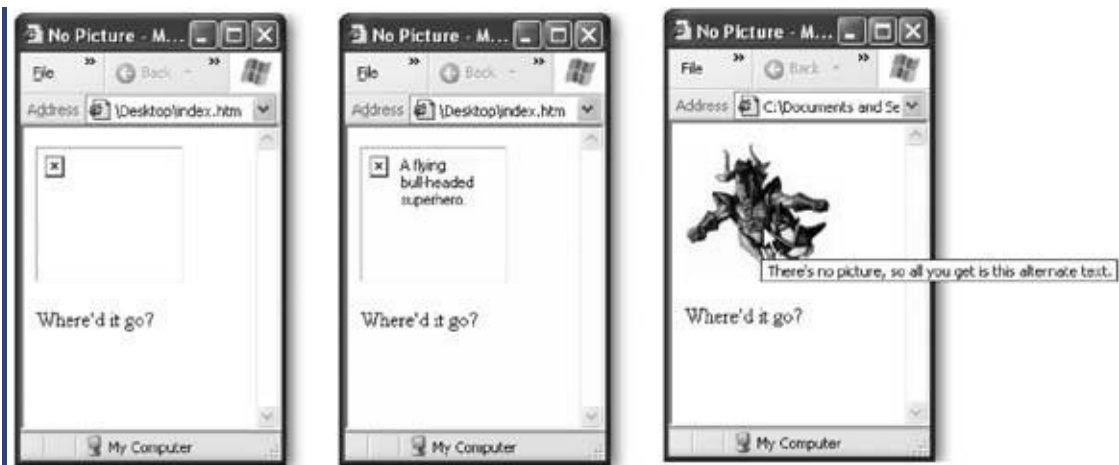 No Picture - M...
File » Back »
Address \Desktop\index.htm
Where'd it go?
My Computer
No Picture - M...
File » Back »
Address \Desktop\index.htm
A flying
bull-headed
superhero.
Where'd it go?
My Computer
No Picture - M...
File » Back »
Address C:\Documents and Se
There's no picture, so all you get is this alternate text.
Where'd it go?
My Computer